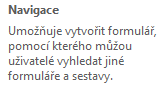 Navigace
Umožňuje vytvořit formulář,
pomocí kterého můžou
uživatelé vyhledat jiné
formuláře a sestavy.